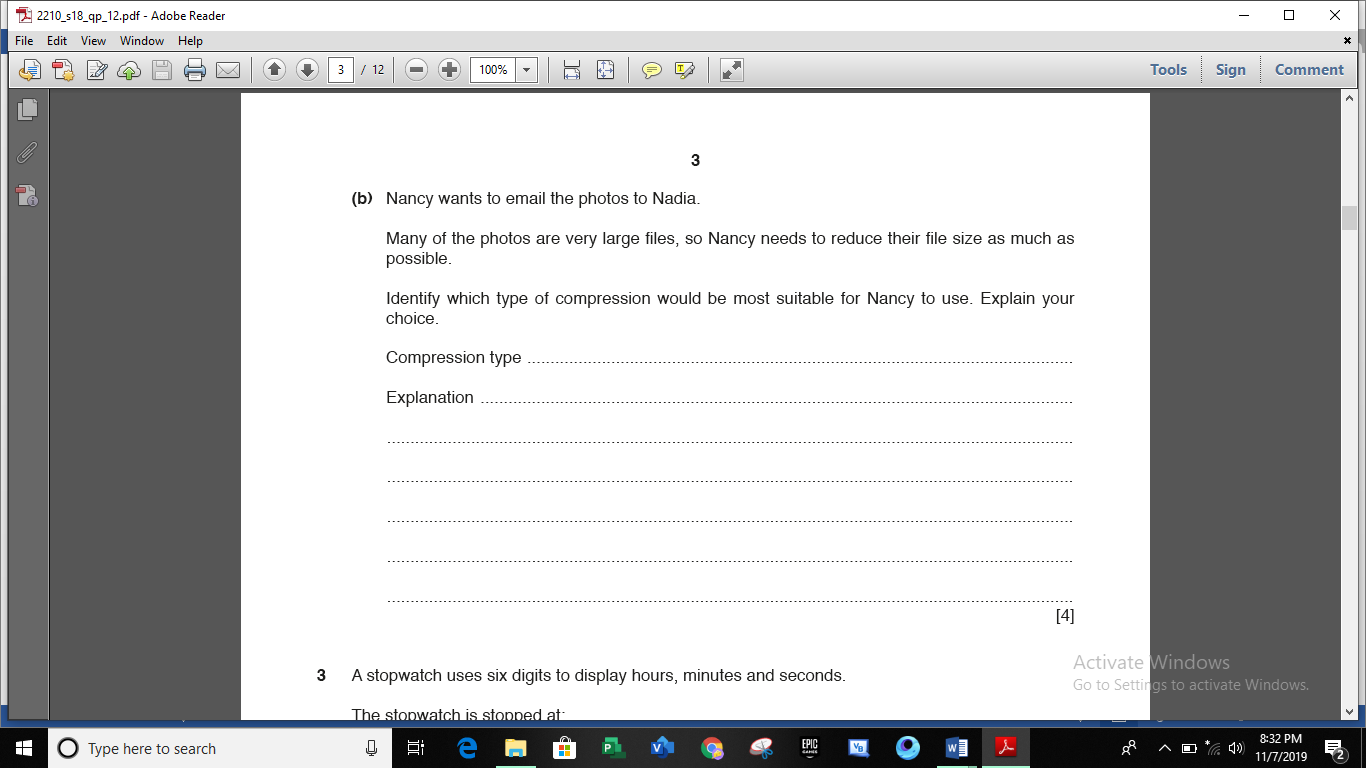 2210_s18_qp_12.pdf - Adobe Reader
File Edit View Window Help
3 / 12 100% Tools Sign Comment
3
(b) Nancy wants to email the photos to Nadia.
Many of the photos are very large files, so Nancy needs to reduce their file size as much as
possible.
Identify which type of compression would be most suitable for Nancy to use. Explain your
choice.
Compression type ..........................................................................................................
Explanation ..........................................................................................................
..........................................................................................................
..........................................................................................................
..........................................................................................................
..........................................................................................................
..........................................................................................................
[4]
3 A stopwatch uses six digits to display hours, minutes and seconds.
The stopwatch is stopped at:
Activate Windows
Go to Settings to activate Windows.
Type here to search
EPIC
GAMES
8:32 PM
11/7/2019
2